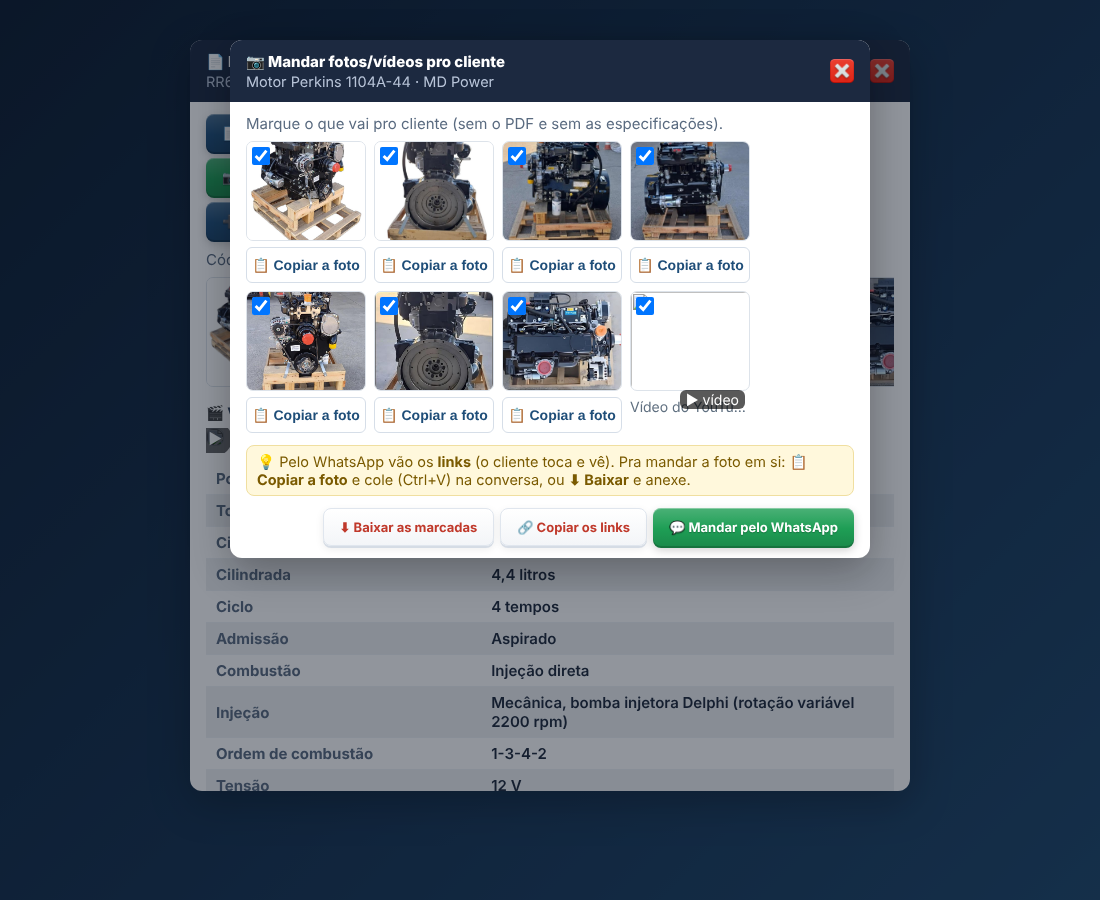 📷 Mandar fotos/vídeos pro cliente
Motor Perkins 1104A-44 · MD Power
Marque o que vai pro cliente (sem o PDF e sem as especificações).
📋 Copiar a foto 📋 Copiar a foto 📋 Copiar a foto 📋 Copiar a foto
▶ vídeo
Vídeo do YouTu...
📋 Copiar a foto 📋 Copiar a foto 📋 Copiar a foto
💡 Pelo WhatsApp vão os links (o cliente toca e vê). Pra mandar a foto em si: 📋
Copiar a foto e cole (Ctrl+V) na conversa, ou ⬇ Baixar e anexe.
⬇ Baixar as marcadas 🔗 Copiar os links 💬 Mandar pelo WhatsApp
Cilindrada 4,4 litros
Ciclo 4 tempos
Admissão Aspirado
Combustão Injeção direta
Injeção Mecânica, bomba injetora Delphi (rotação variável
2200 rpm)
Ordem de combustão 1-3-4-2
Tensão 12 V